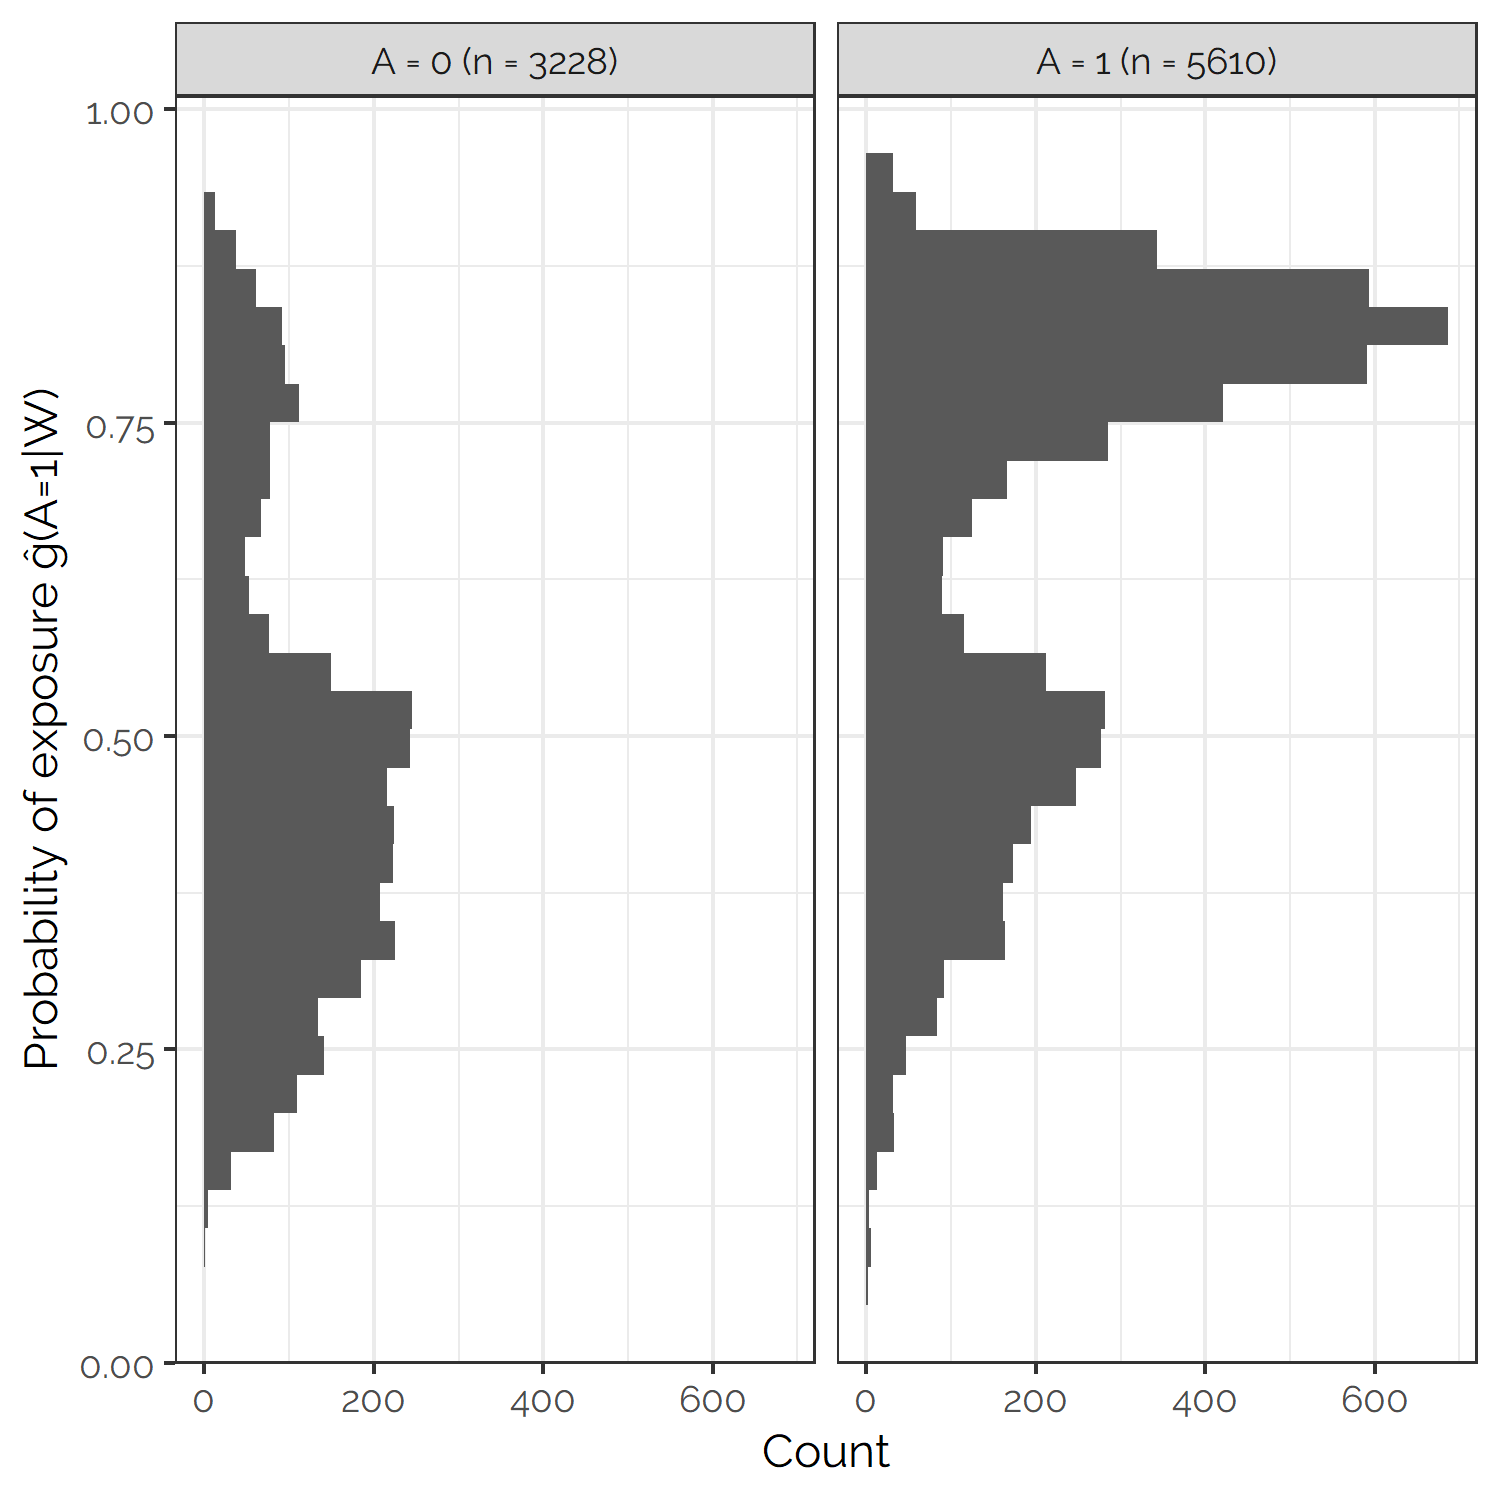 A = 0 (n = 3228)
A = 1 (n = 5610)
Probability of exposure ĝ(A=1|W)
1.00
0.75
0.50
0.25
0.00
0 200 400 600
0 200 400 600
Count